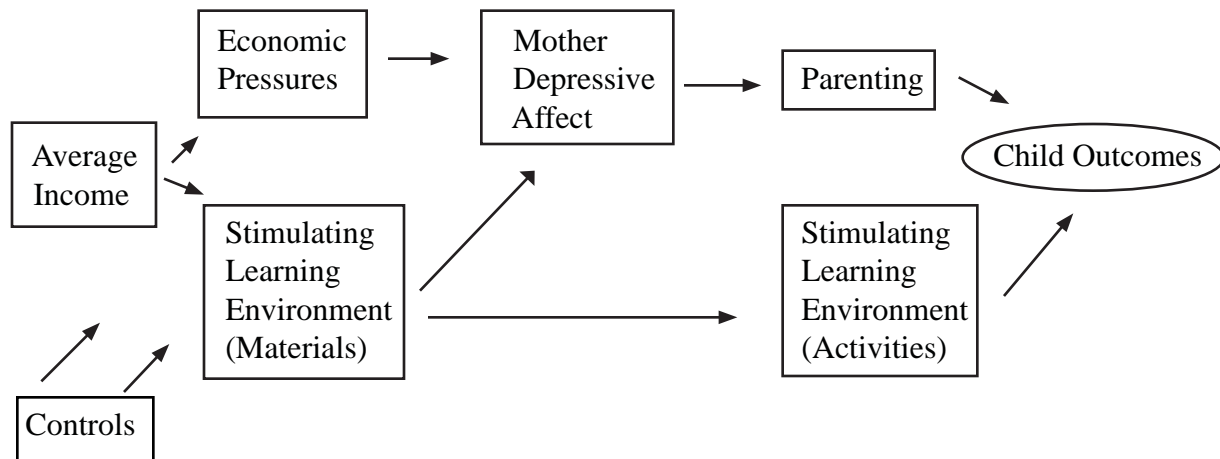 Economic
Pressures
Mother
Depressive
Affect
Parenting
Average
Income
Child Outcomes
Stimulating
Learning
Environment
(Materials)
Stimulating
Learning
Environment
(Activities)
Controls